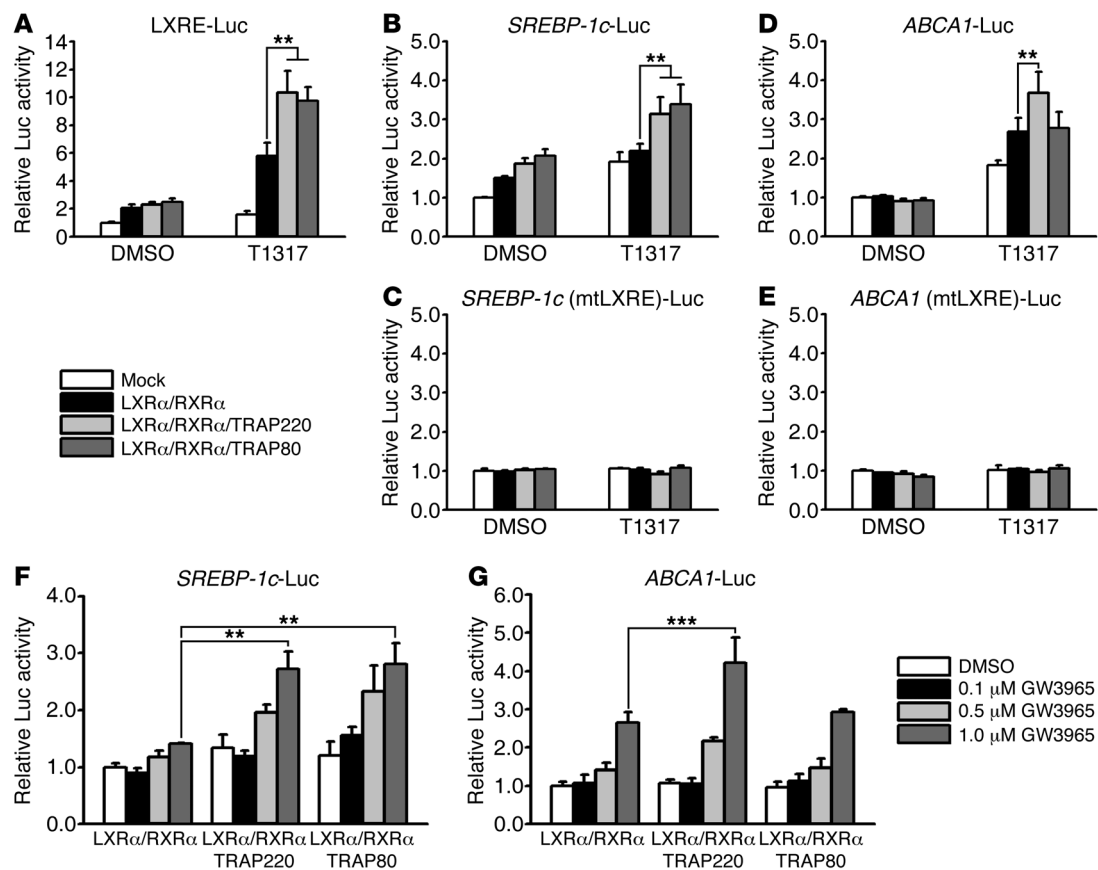 A
LXRE-Luc
Relative Luc activity
14
12
10
8
6
4
2
0
**
DMSO
T1317
B
SREBP-1c-Luc
Relative Luc activity
5.0
4.0
3.0
2.0
1.0
0.0
**
DMSO
T1317
D
ABCA1-Luc
Relative Luc activity
5.0
4.0
3.0
2.0
1.0
0.0
**
DMSO
T1317
Mock
LXRα/RXRα
LXRα/RXRα/TRAP220
LXRα/RXRα/TRAP80
C
SREBP-1c (mtLXRE)-Luc
Relative Luc activity
5.0
4.0
3.0
2.0
1.0
0.0
DMSO
T1317
E
ABCA1 (mtLXRE)-Luc
Relative Luc activity
5.0
4.0
3.0
2.0
1.0
0.0
DMSO
T1317
F
SREBP-1c-Luc
Relative Luc activity
4.0
3.0
2.0
1.0
0.0
**
**
LXRα/RXRα
LXRα/RXRα
TRAP220
LXRα/RXRα
TRAP80
G
ABCA1-Luc
Relative Luc activity
6.0
5.0
4.0
3.0
2.0
1.0
0.0
***
LXRα/RXRα
LXRα/RXRα
TRAP220
LXRα/RXRα
TRAP80
DMSO
0.1 μM GW3965
0.5 μM GW3965
1.0 μM GW3965